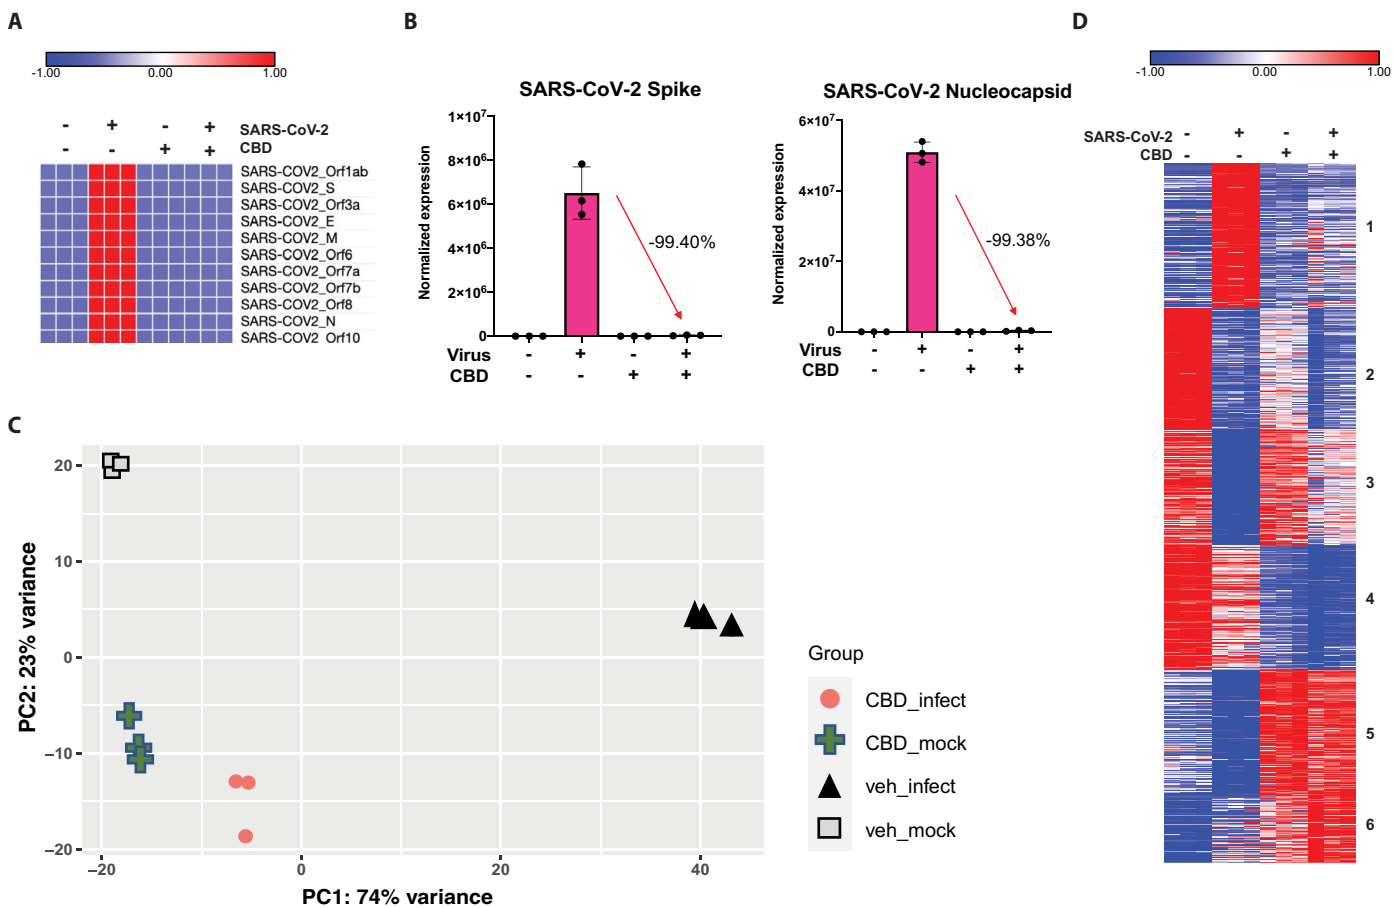 A
-1.00 0.00 1.00
- + - + SARS-CoV-2
- - + + CBD
SARS-COV2_Orf1ab
SARS-COV2_S
SARS-COV2_Orf3a
SARS-COV2_E
SARS-COV2_M
SARS-COV2_Orf6
SARS-COV2_Orf7a
SARS-COV2_Orf7b
SARS-COV2_Orf8
SARS-COV2_N
SARS-COV2_Orf10
B
SARS-CoV-2 Spike
Normalized expression
1×10⁷
8×10⁶
6×10⁶
4×10⁶
2×10⁶
0
-99.40%
Virus - + - +
CBD - - + +
SARS-CoV-2 Nucleocapsid
Normalized expression
6×10⁷
4×10⁷
2×10⁷
0
-99.38%
Virus - + - +
CBD - - + +
C
PC2: 23% variance
20
10
0
−10
−20
−20 0 20 40
PC1: 74% variance
Group
CBD_infect
CBD_mock
veh_infect
veh_mock
D
-1.00 0.00 1.00
SARS-CoV-2 - + - +
CBD - - + +
1
2
3
4
5
6